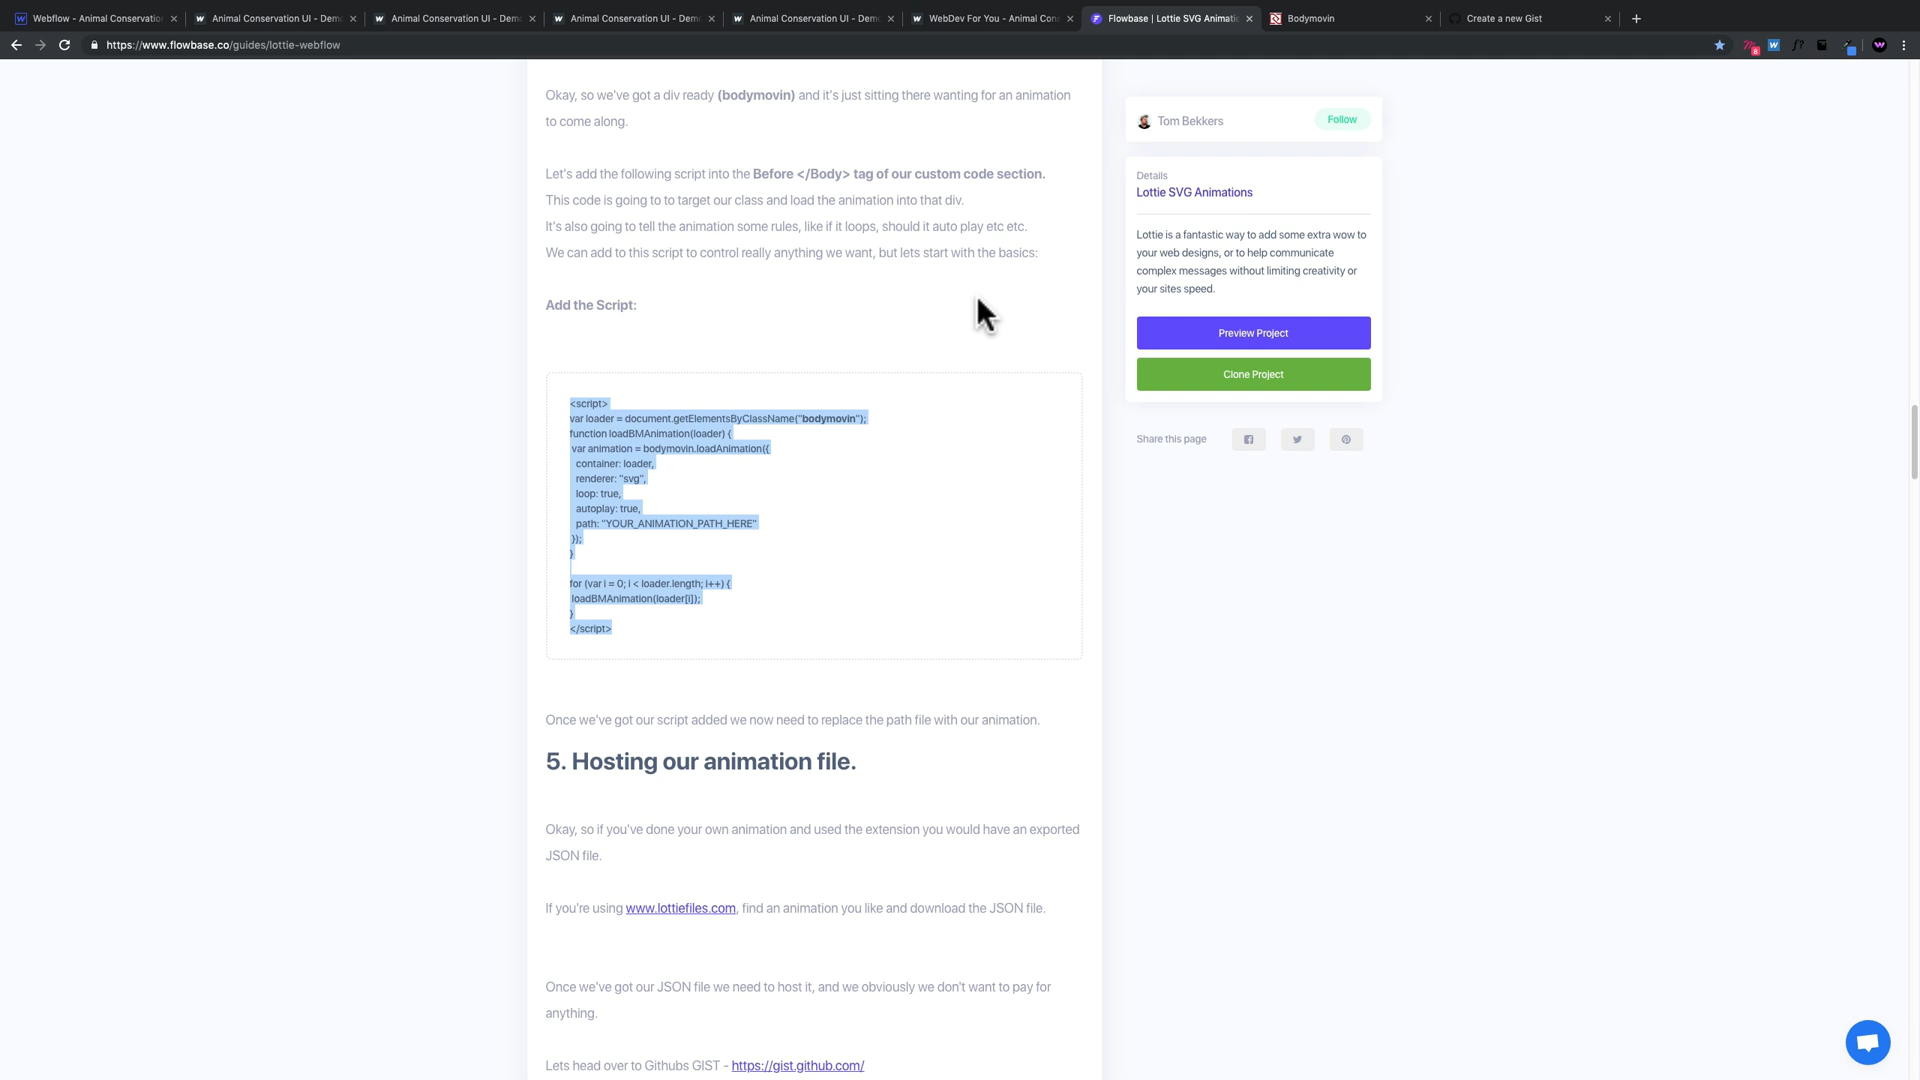 Webflow - Animal Conservation
Animal Conservation UI - Demo
Animal Conservation UI - Demo
Animal Conservation UI - Demo
Animal Conservation UI - Demo
WebDev For You - Animal Con
Flowbase | Lottie SVG Animati
Bodymovin
Create a new Gist
https://www.flowbase.co/guides/lottie-webflow
Okay, so we've got a div ready (bodymovin) and it's just sitting there wanting for an animation
to come along.
Let's add the following script into the Before </Body> tag of our custom code section.
This code is going to to target our class and load the animation into that div.
It's also going to tell the animation some rules, like if it loops, should it auto play etc etc.
We can add to this script to control really anything we want, but lets start with the basics:
Add the Script:
<script>
var loader = document.getElementsByClassName("bodymovin");
function loadBMAnimation(loader) {
var animation = bodymovin.loadAnimation({
container: loader,
renderer: "svg",
loop: true,
autoplay: true,
path: "YOUR_ANIMATION_PATH_HERE"
});
}
for (var i = 0; i < loader.length; i++) {
loadBMAnimation(loader[i]);
}
</script>
Once we've got our script added we now need to replace the path file with our animation.
5. Hosting our animation file.
Okay, so if you've done your own animation and used the extension you would have an exported
JSON file.
If you're using www.lottiefiles.com, find an animation you like and download the JSON file.
Once we've got our JSON file we need to host it, and we obviously we don't want to pay for
anything.
Lets head over to Githubs GIST - https://gist.github.com/
Tom Bekkers
Follow
Details
Lottie SVG Animations
Lottie is a fantastic way to add some extra wow to
your web designs, or to help communicate
complex messages without limiting creativity or
your sites speed.
Preview Project
Clone Project
Share this page